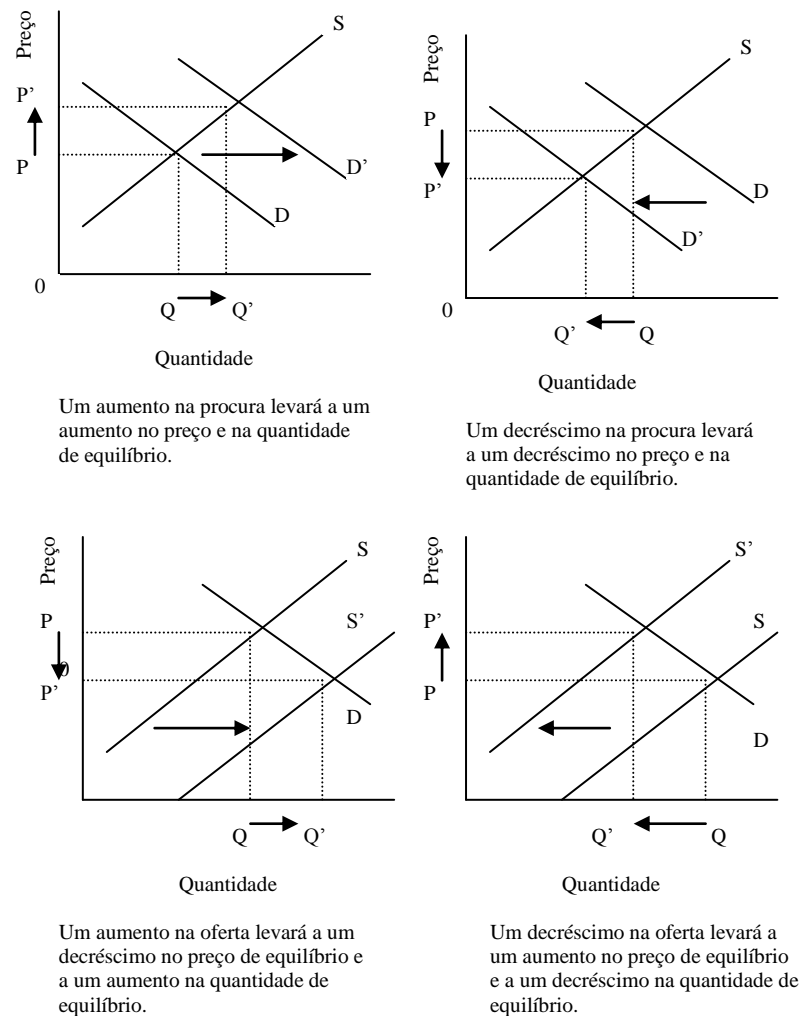 Preço
S
P’
P
D’
D
0
Q
Q’
Quantidade
Um aumento na procura levará a um
aumento no preço e na quantidade
de equilíbrio.
Preço
S
P
P’
D
D’
0
Q’
Q
Quantidade
Um decréscimo na procura levará
a um decréscimo no preço e na
quantidade de equilíbrio.
Preço
S
P
S’
0
P’
D
Q
Q’
Quantidade
Um aumento na oferta levará a um
decréscimo no preço de equilíbrio e
a um aumento na quantidade de
equilíbrio.
Preço
S’
P’
S
P
D
Q’
Q
Quantidade
Um decréscimo na oferta levará a
um aumento no preço de equilíbrio
e a um decréscimo na quantidade de
equilíbrio.